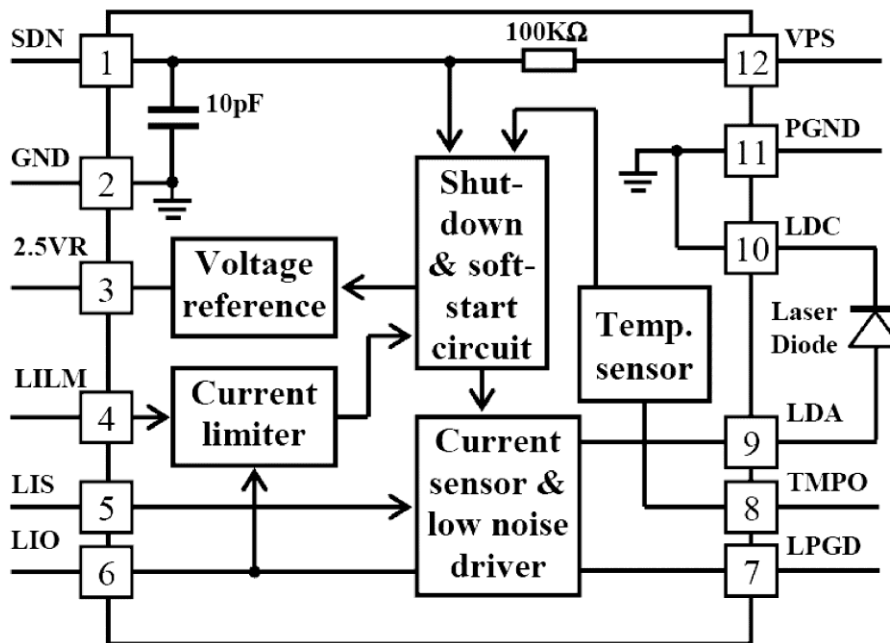 SDN
1
100KΩ
12
VPS
10pF
GND
2
11
PGND
Shut-
down
& soft-
start
circuit
2.5VR
3
Voltage
reference
10
LDC
Temp.
sensor
Laser
Diode
LILM
4
Current
limiter
9
LDA
Current
sensor &
low noise
driver
LIS
5
8
TMPO
LIO
6
7
LPGD